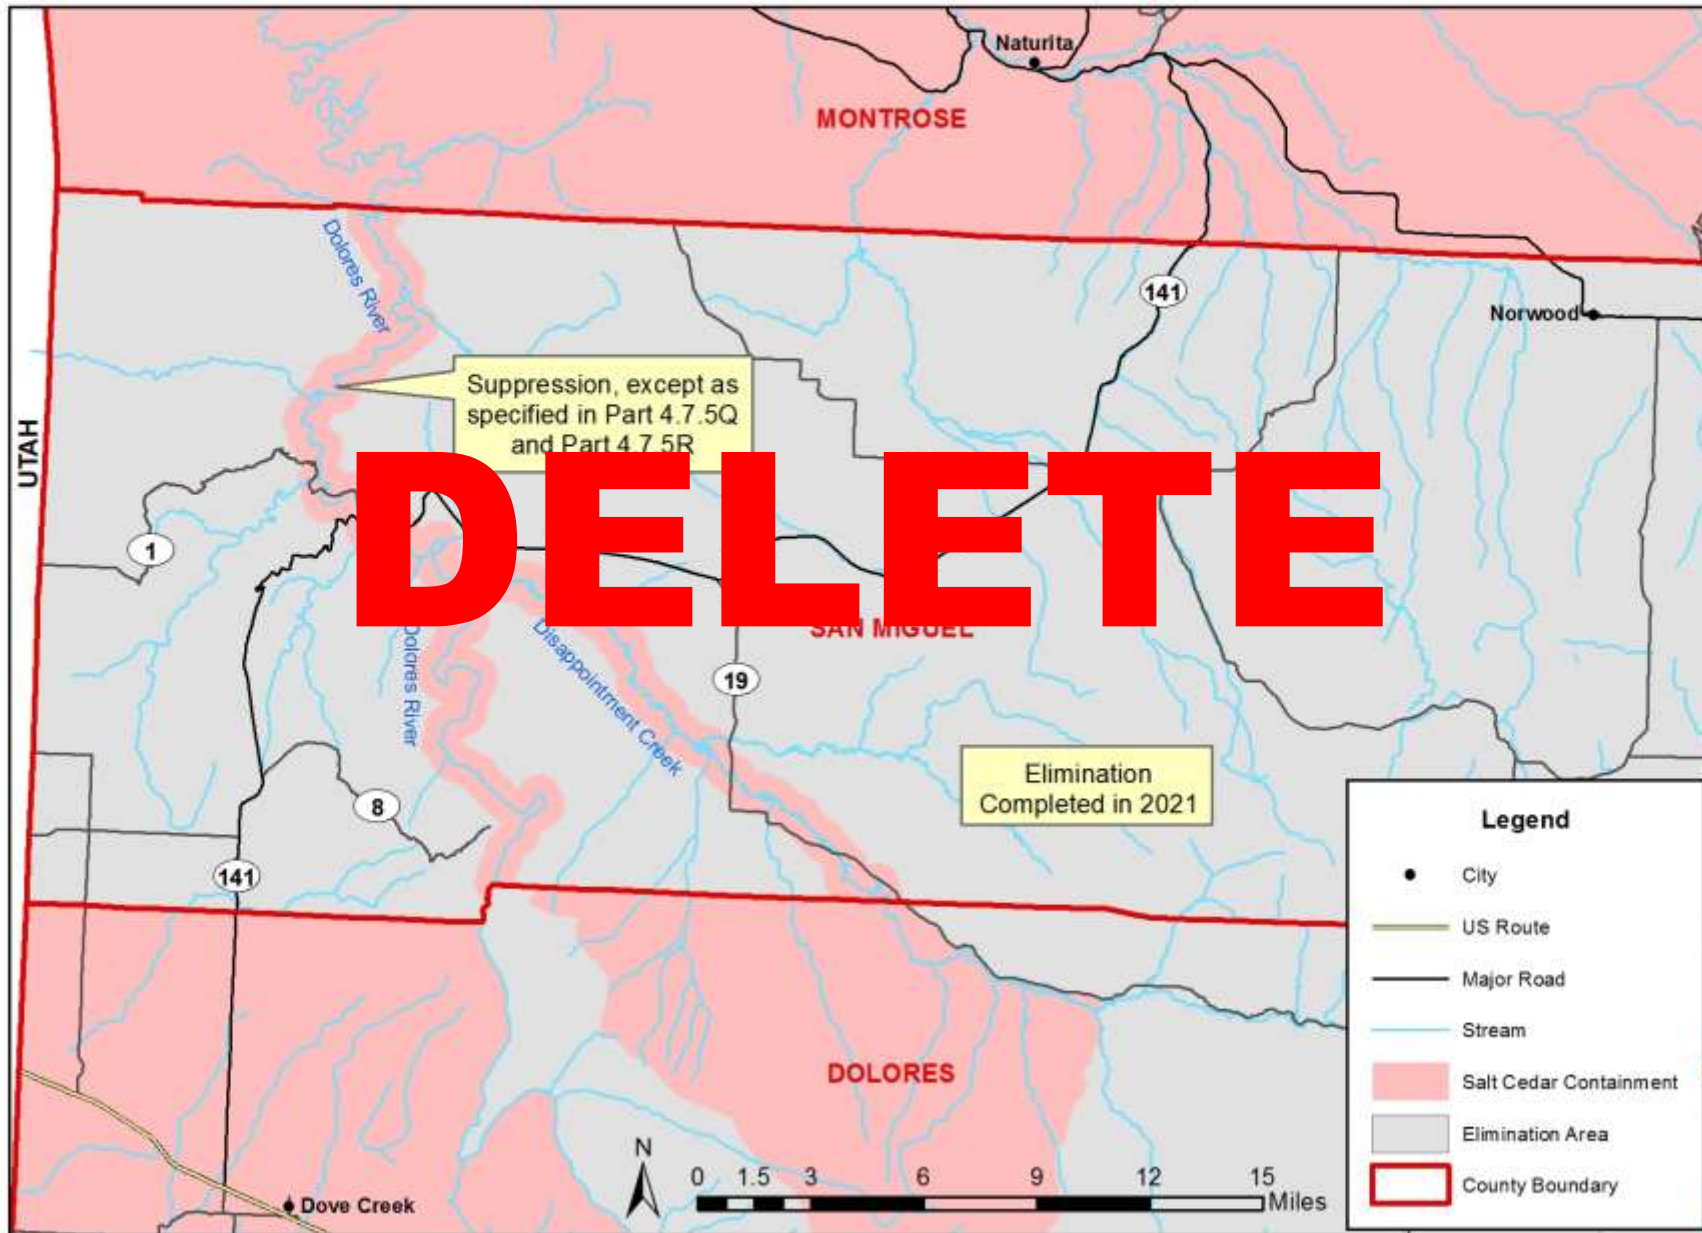 Naturita
MONTROSE
Dolores River
141
Norwood
Suppression, except as
specified in Part 4.7.5Q
and Part 4.7.5R
UTAH
DELETE
1
SAN MIGUEL
Dolores River
Disappointment Creek
19
Elimination
Completed in 2021
8
141
DOLORES
Dove Creek
N
0 1.5 3 6 9 12 15
Miles
Legend
City
US Route
Major Road
Stream
Salt Cedar Containment
Elimination Area
County Boundary